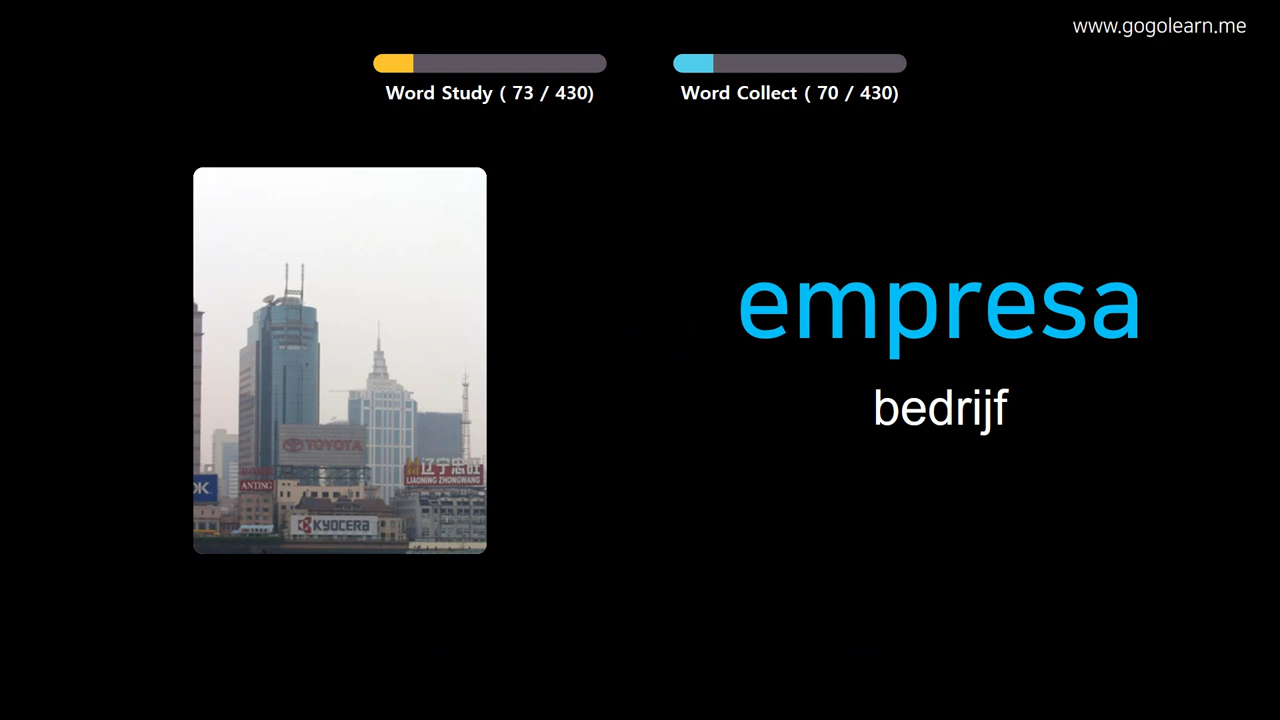 www.gogolearn.me
Word Study ( 73 / 430)
Word Collect ( 70 / 430)
empresa
bedrijf
TOYOTA
辽宁忠旺
LIAONING ZHONGWANG
OK
ANTING
KYOCERA